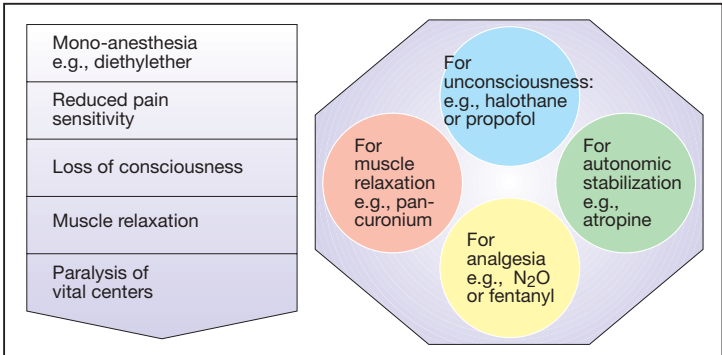 Mono-anesthesia
e.g., diethylether
Reduced pain
sensitivity
Loss of consciousness
Muscle relaxation
Paralysis of
vital centers
For
unconsciousness:
e.g., halothane
or propofol
For
muscle
relaxation
e.g., pan-
curonium
For
autonomic
stabilization
e.g.,
atropine
For
analgesia
e.g., N2O
or fentanyl